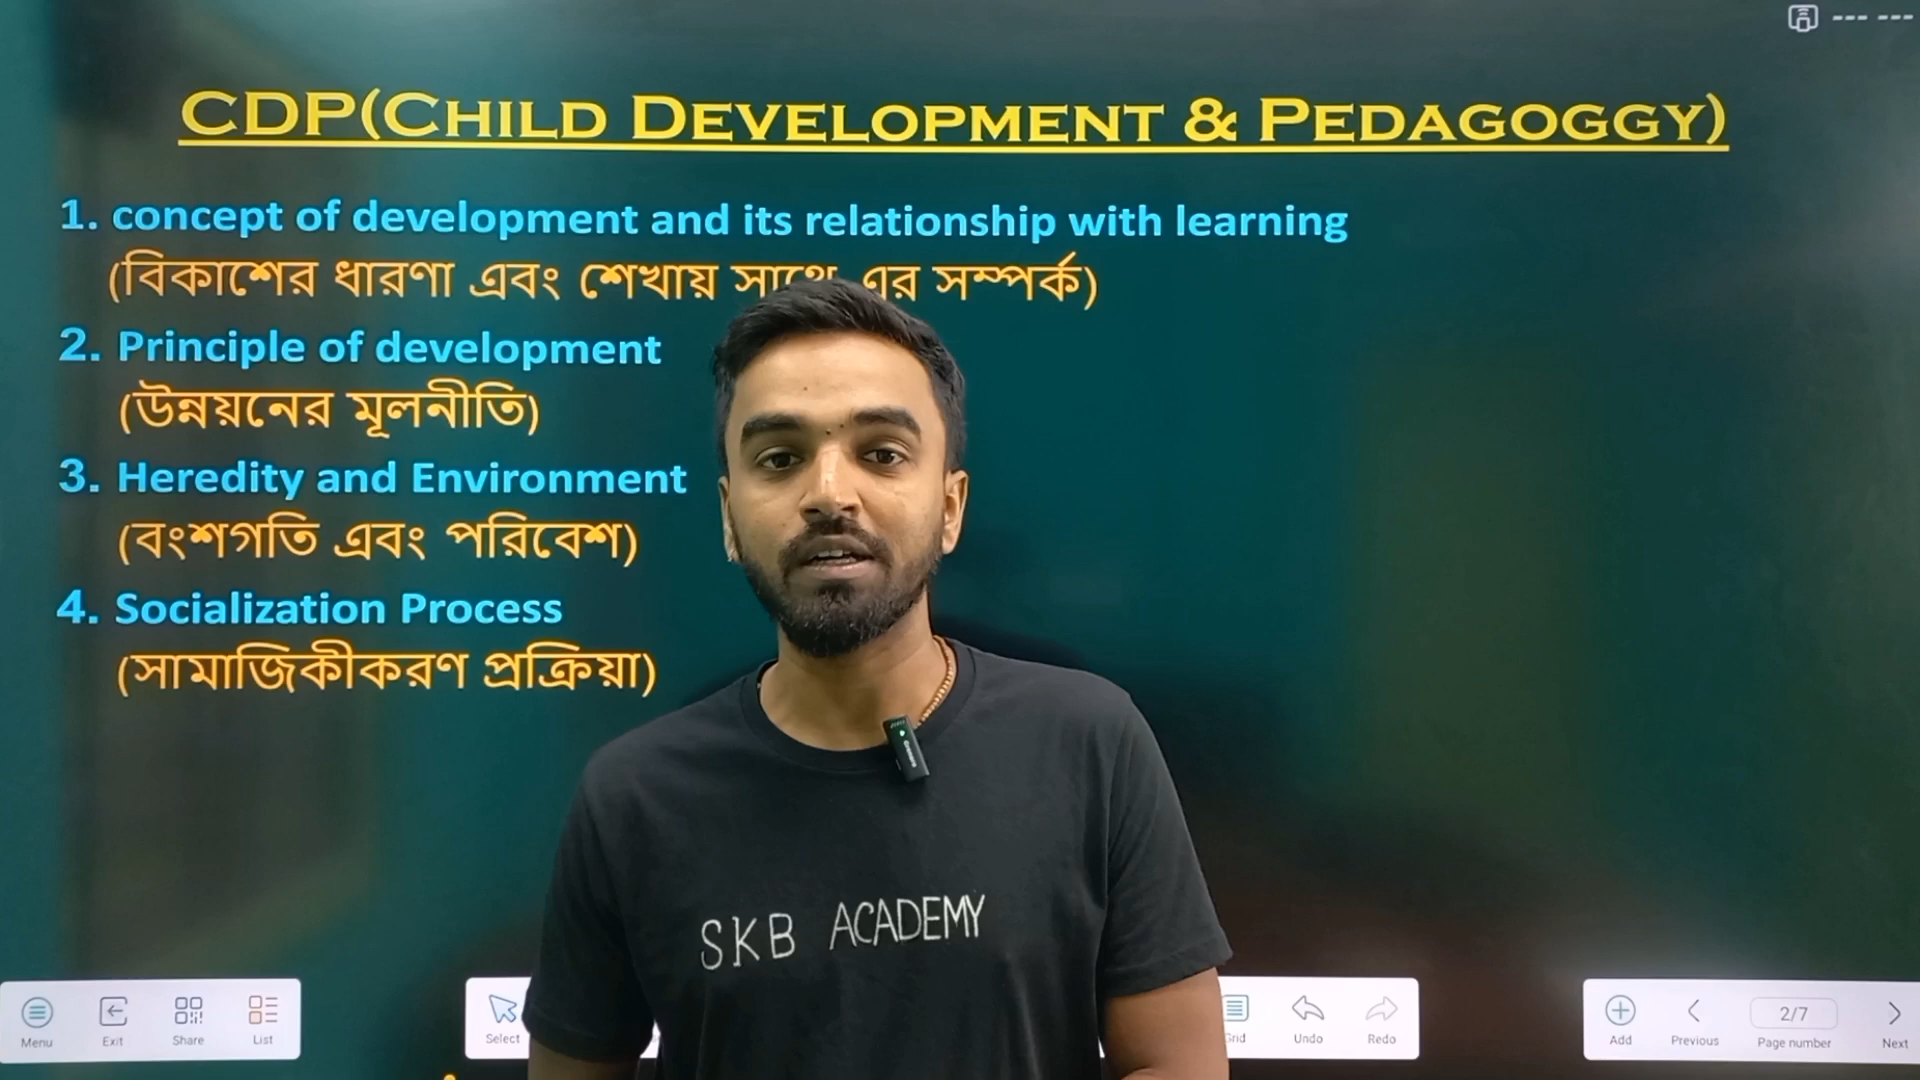 CDP(CHILD DEVELOPMENT & PEDAGOGGY)
1. concept of development and its relationship with learning
(বিকাশের ধারণা এবং শেখায় সাথে এর সম্পর্ক)
2. Principle of development
(উন্নয়নের মূলনীতি)
3. Heredity and Environment
(বংশগতি এবং পরিবেশ)
4. Socialization Process
(সামাজিকীকরণ প্রক্রিয়া)
SKB ACADEMY
Menu Exit Share List Select Grid Undo Redo Add Previous 2/7 Page number Next